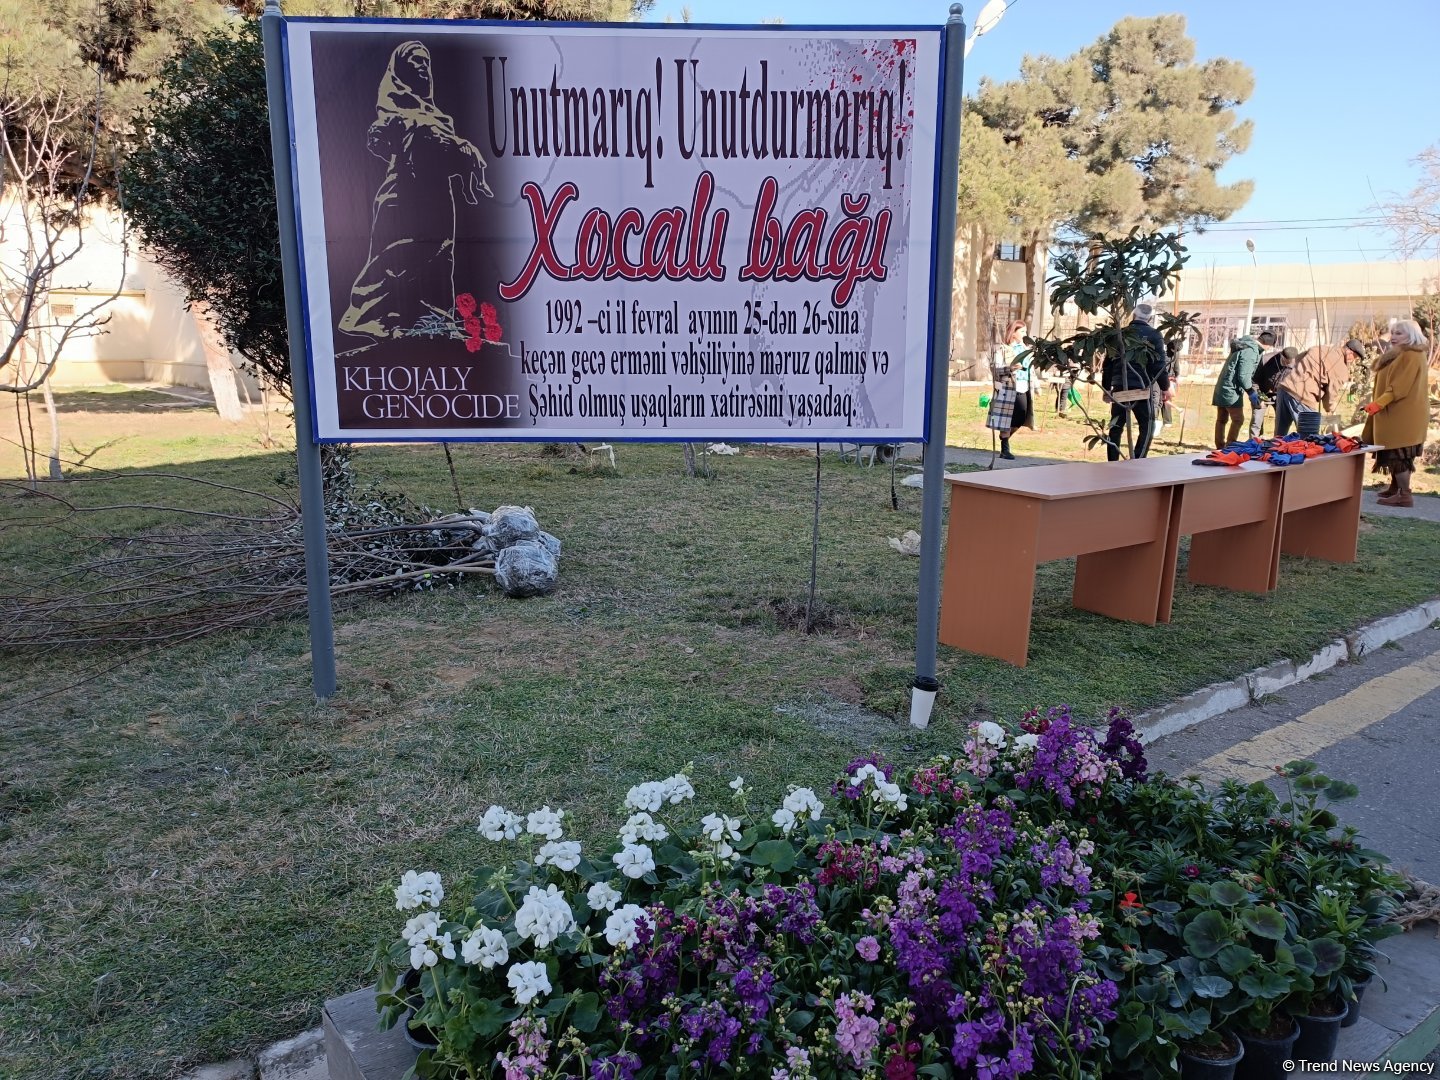 Unutmarıq! Unutdurmarıq!
Xocalı bağı
1992 –ci il fevral ayının 25-dən 26-sına
keçən gecə erməni vəhşiliyinə məruz qalmış və
Şəhid olmuş uşaqların xatirəsini yaşadaq.
KHOJALY
GENOCIDE
© Trend News Agency